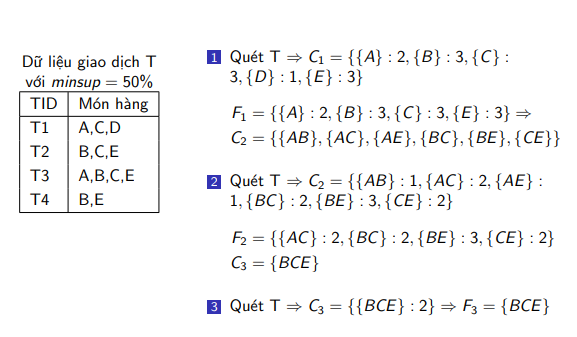 Dữ liệu giao dịch T
với minsup = 50%
TID Món hàng
T1 A,C,D
T2 B,C,E
T3 A,B,C,E
T4 B,E
1 Quét T ⇒ C₁ = {{A} : 2, {B} : 3, {C} :
3, {D} : 1, {E} : 3}
F₁ = {{A} : 2, {B} : 3, {C} : 3, {E} : 3} ⇒
C₂ = {{AB}, {AC}, {AE}, {BC}, {BE}, {CE}}
2 Quét T ⇒ C₂ = {{AB} : 1, {AC} : 2, {AE} :
1, {BC} : 2, {BE} : 3, {CE} : 2}
F₂ = {{AC} : 2, {BC} : 2, {BE} : 3, {CE} : 2}
C₃ = {BCE}
3 Quét T ⇒ C₃ = {{BCE} : 2} ⇒ F₃ = {BCE}